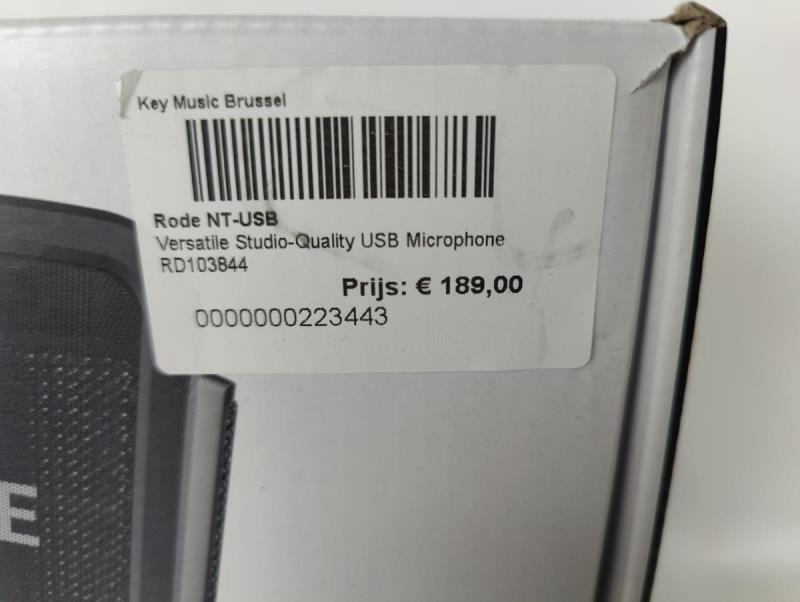 Key Music Brussel
Rode NT-USB
Versatile Studio-Quality USB Microphone
RD103844
Prijs: € 189,00
0000000223443
E